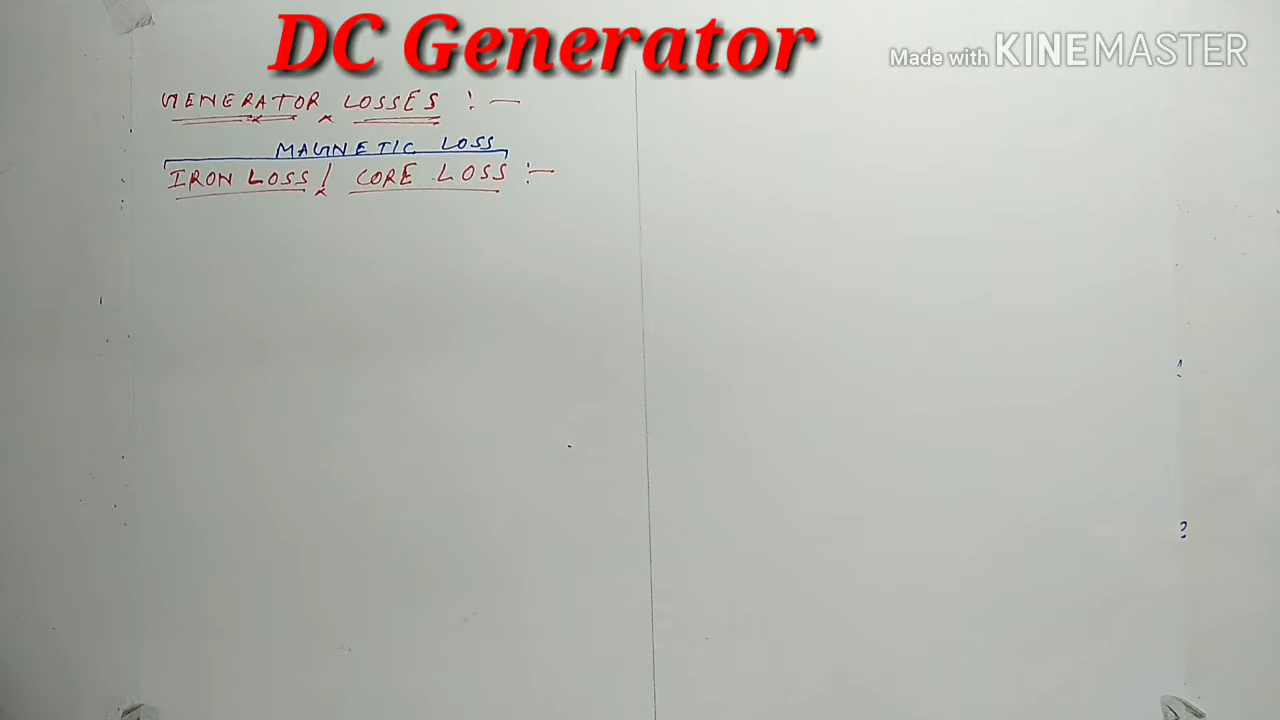 DC Generator
Made with KINEMASTER
GENERATOR LOSSES :-
MAGNETIC LOSS
IRON LOSS / CORE LOSS :-